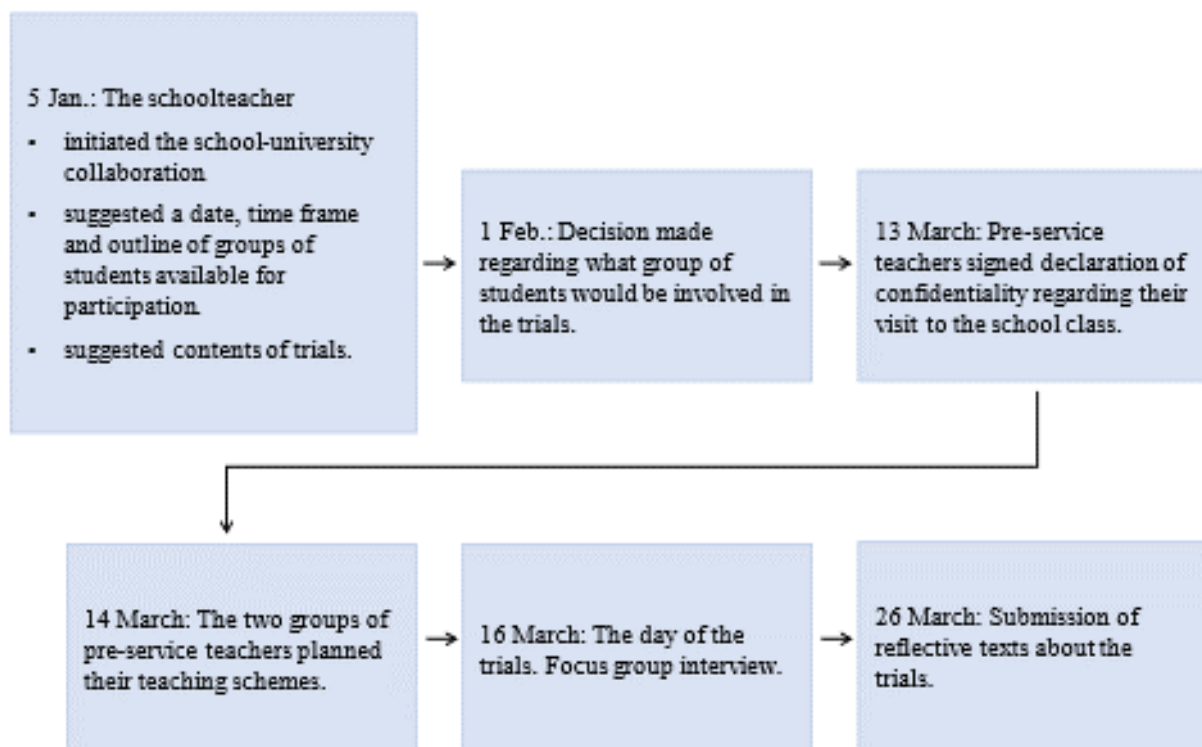 5 Jan.: The schoolteacher
▪ initiated the school-university
collaboration
▪ suggested a date, time frame
and outline of groups of
students available for
participation.
▪ suggested contents of trials.
1 Feb.: Decision made
regarding what group of
students would be involved in
the trials.
13 March: Pre-service
teachers signed declaration of
confidentiality regarding their
visit to the school class.
14 March: The two groups of
pre-service teachers planned
their teaching schemes.
16 March: The day of the
trials. Focus group interview.
26 March: Submission of
reflective texts about the
trials.